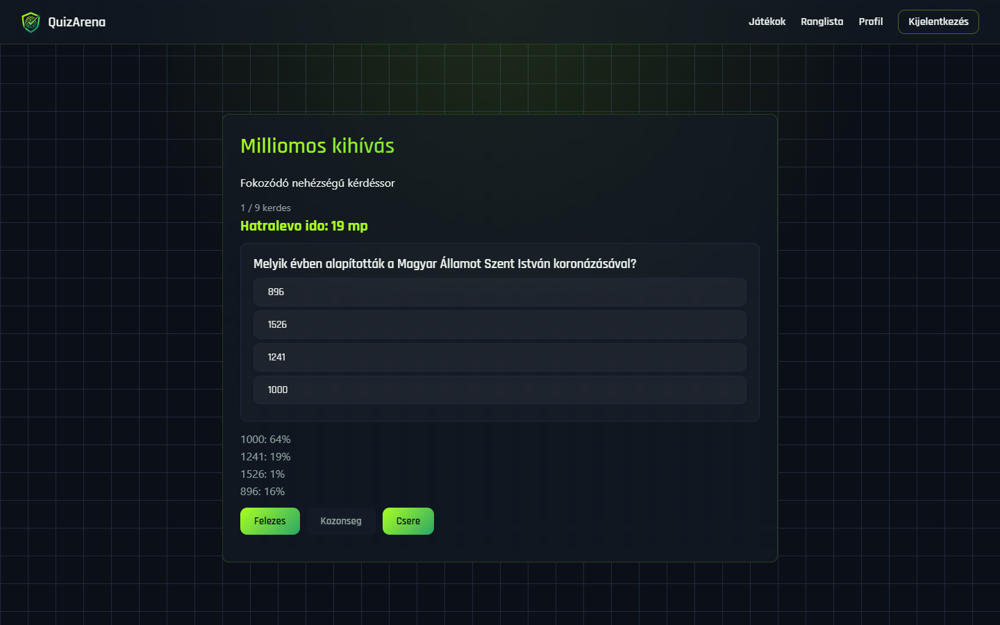 QuizArena
Játékok Ranglista Profil Kijelentkezés
Milliomos kihívás
Fokozódó nehézségű kérdéssor
1 / 9 kerdes
Hatralevo ido: 19 mp
Melyik évben alapították a Magyar Államot Szent István koronázásával?
896
1526
1241
1000
1000: 64%
1241: 19%
1526: 1%
896: 16%
Felezes Kozonseg Csere